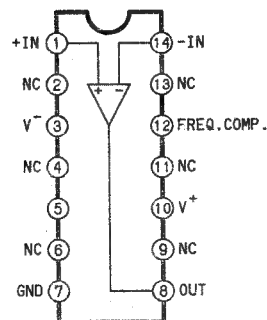 +IN 1 14 -IN
+ -
NC 2 13 NC
V⁻ 3 12 FREQ.COMP.
NC 4 11 NC
5 10 V⁺
NC 6 9 NC
GND 7 8 OUT